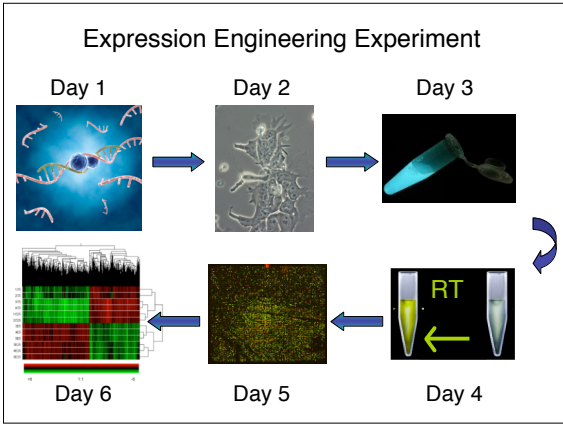 Expression Engineering Experiment
Day 1
Day 2
Day 3
RT
Day 6
Day 5
Day 4